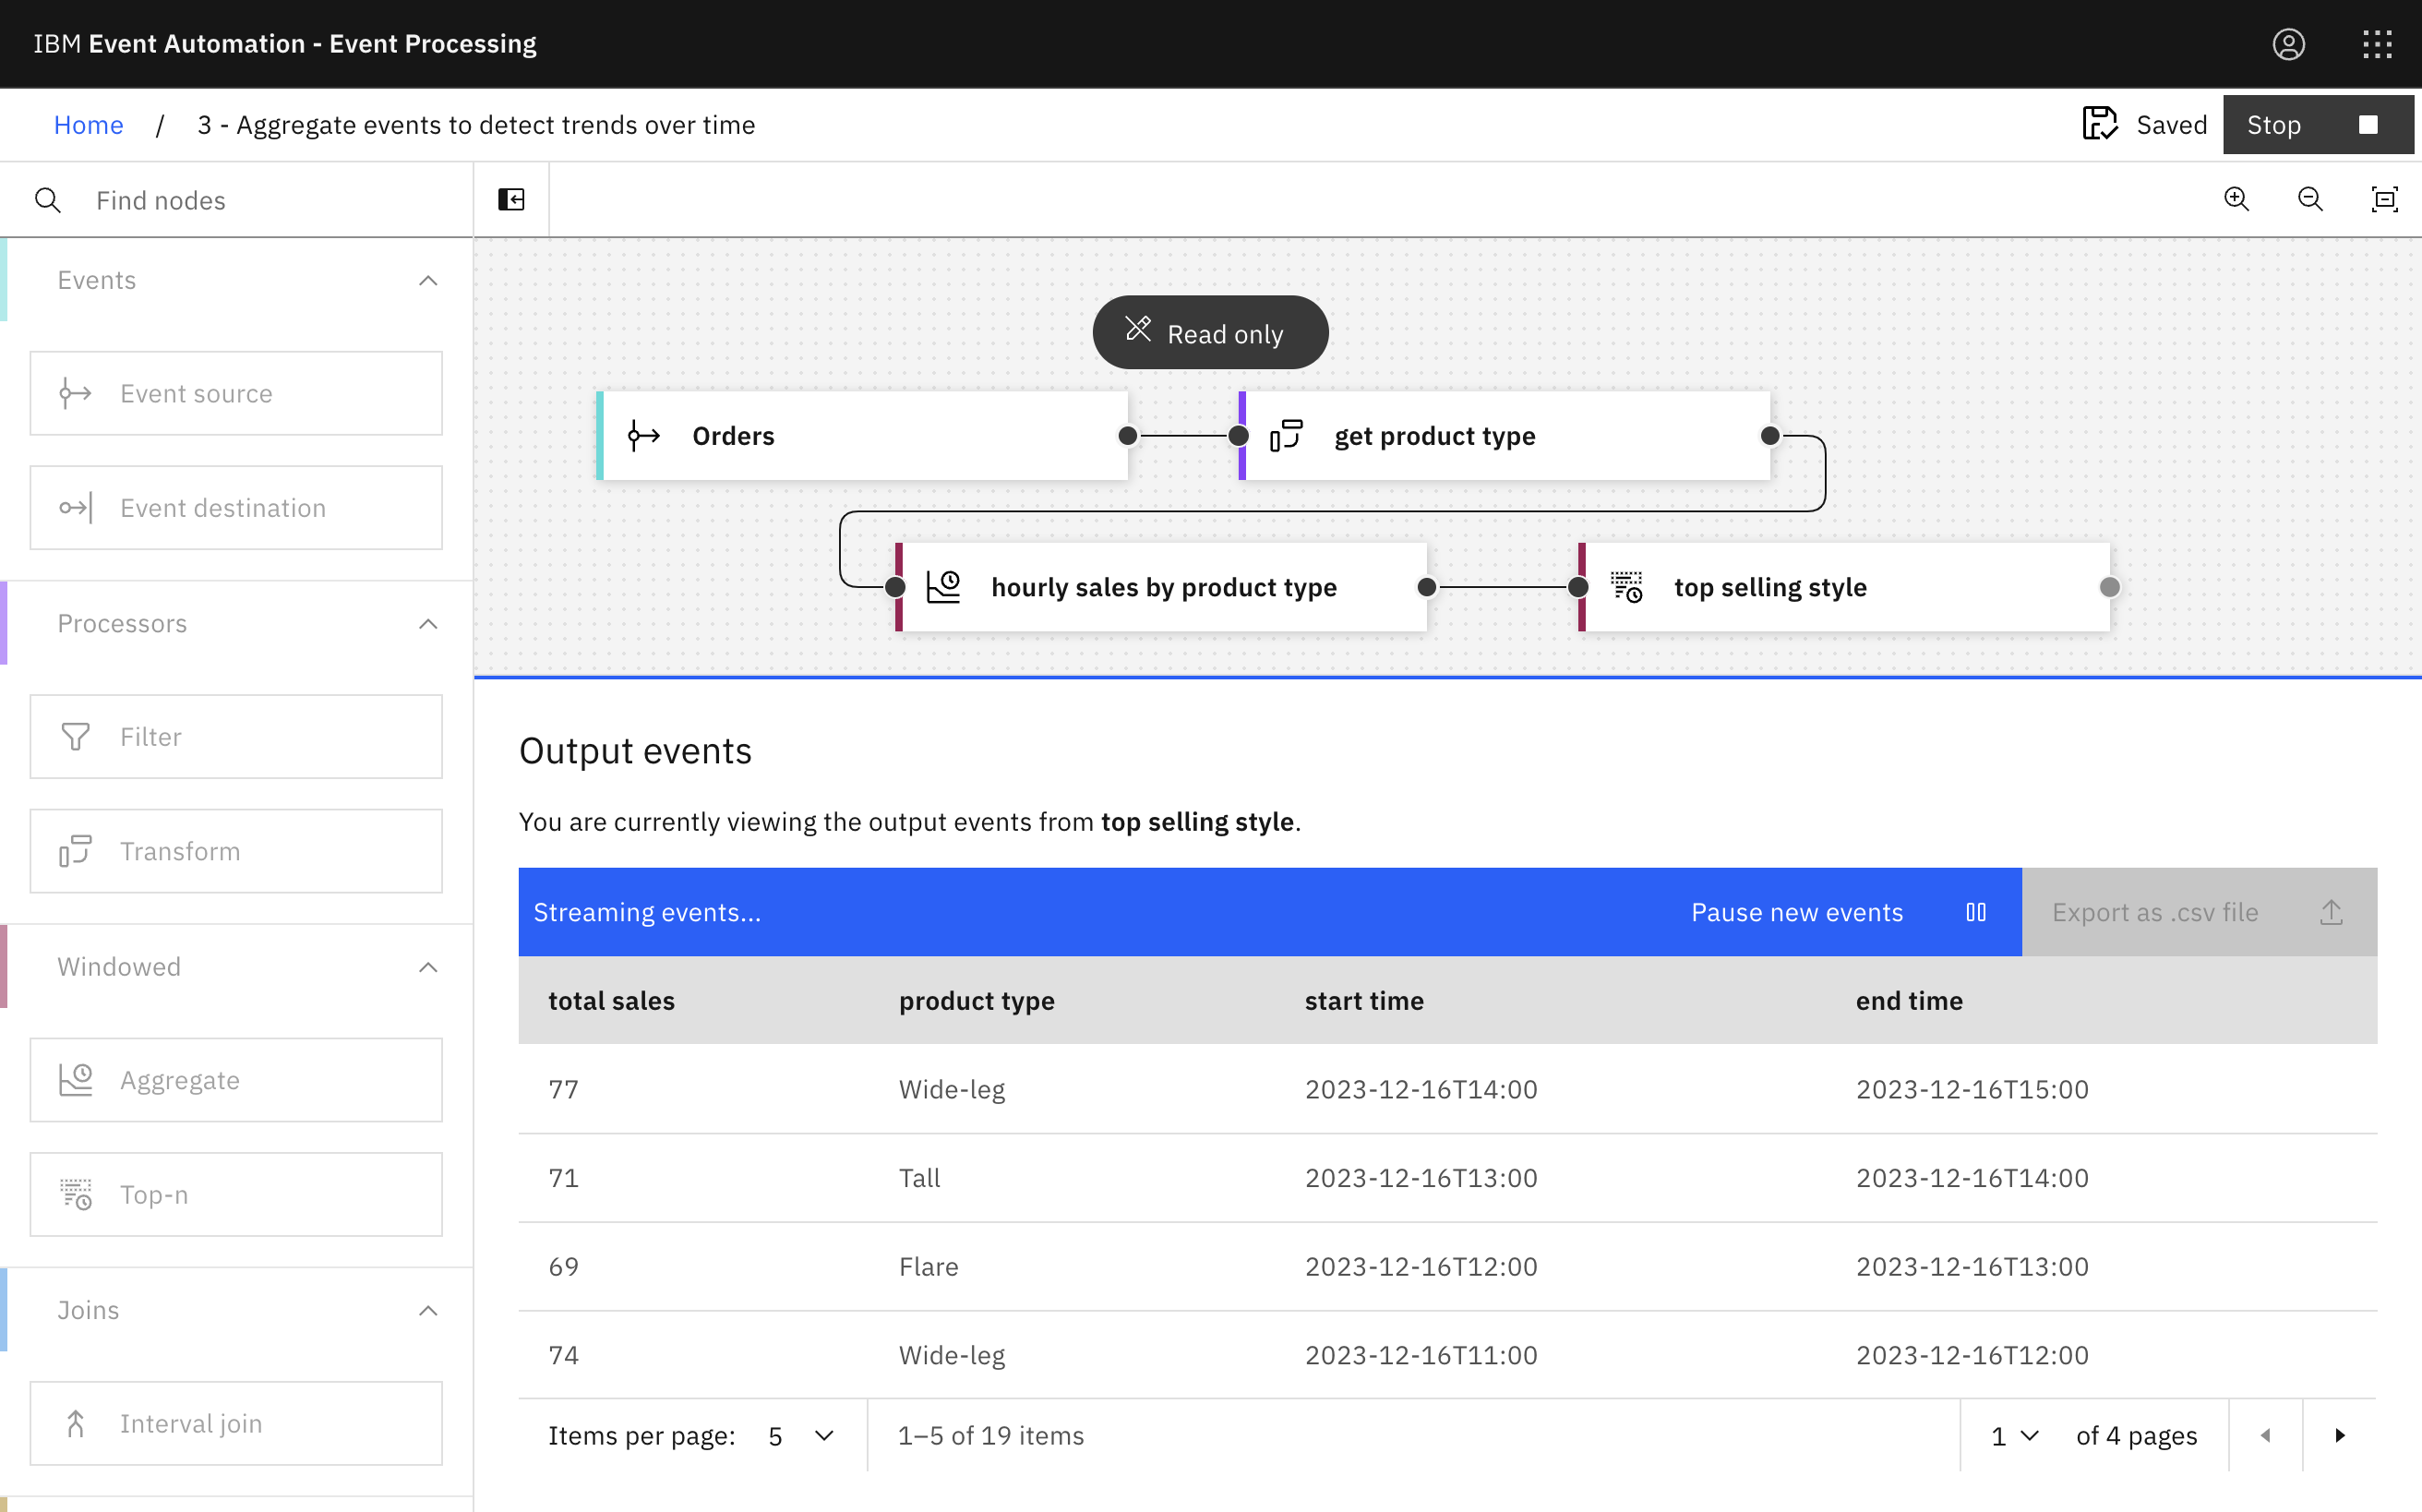 IBM Event Automation - Event Processing
Home / 3 - Aggregate events to detect trends over time
Saved
Stop
Find nodes
Events
Event source
Event destination
Processors
Filter
Transform
Windowed
Aggregate
Top-n
Joins
Interval join
Read only
Orders
get product type
hourly sales by product type
top selling style
Output events
You are currently viewing the output events from top selling style.
Streaming events...
Pause new events
Export as .csv file
total sales product type start time end time
77 Wide-leg 2023-12-16T14:00 2023-12-16T15:00
71 Tall 2023-12-16T13:00 2023-12-16T14:00
69 Flare 2023-12-16T12:00 2023-12-16T13:00
74 Wide-leg 2023-12-16T11:00 2023-12-16T12:00
Items per page: 5 1–5 of 19 items 1 of 4 pages